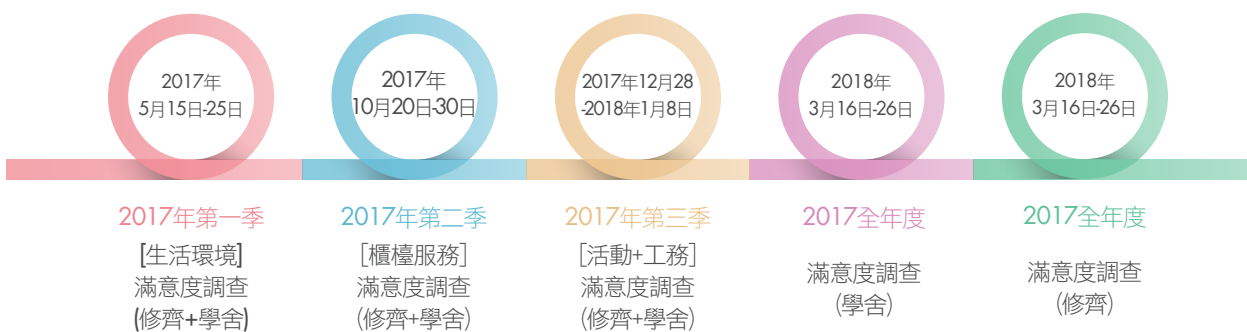 2017年
5月15日-25日
2017年
10月20日-30日
2017年12月28
-2018年1月8日
2018年
3月16日-26日
2018年
3月16日-26日
2017年第一季
[生活環境]
滿意度調查
(修齊+學舍)
2017年第二季
[櫃檯服務]
滿意度調查
(修齊+學舍)
2017年第三季
[活動+工務]
滿意度調查
(修齊+學舍)
2017全年度
滿意度調查
(學舍)
2017全年度
滿意度調查
(修齊)